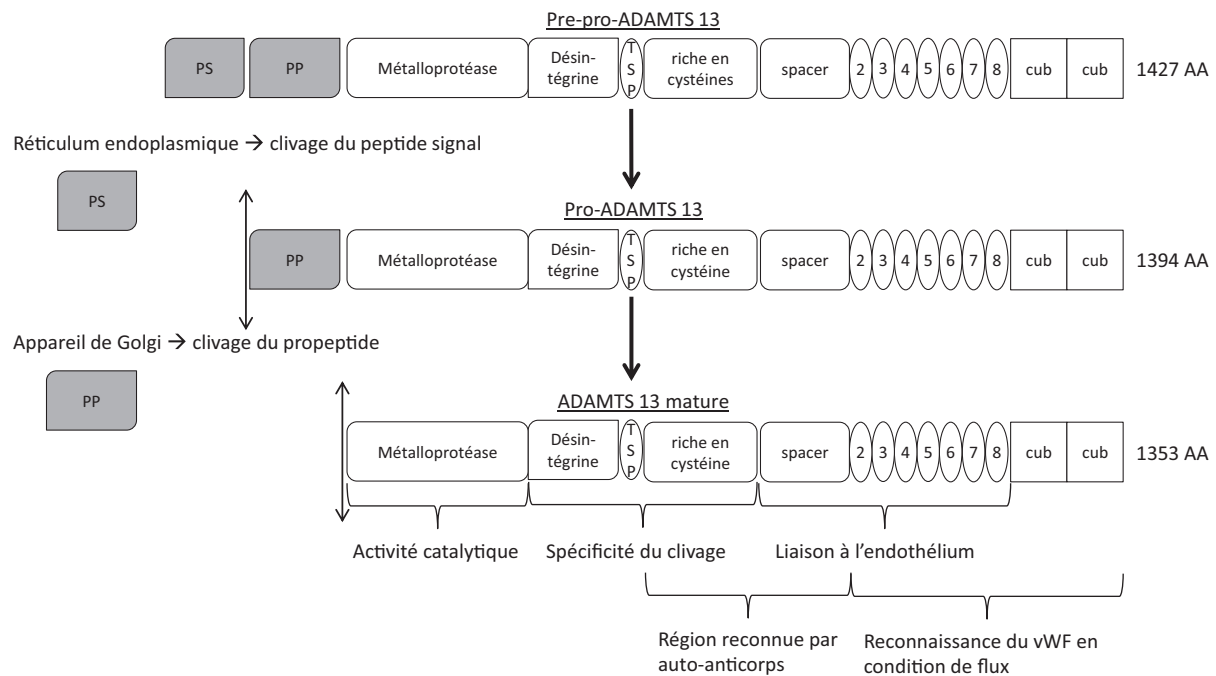 Pre-pro-ADAMTS 13
PS PP Métalloprotéase Désin-
tégrine T
S
P riche en
cystéines spacer 2 3 4 5 6 7 8 cub cub 1427 AA
Réticulum endoplasmique → clivage du peptide signal
PS
Pro-ADAMTS 13
PP Métalloprotéase Désin-
tégrine T
S
P riche en
cystéine spacer 2 3 4 5 6 7 8 cub cub 1394 AA
Appareil de Golgi → clivage du propeptide
PP
ADAMTS 13 mature
Métalloprotéase Désin-
tégrine T
S
P riche en
cystéine spacer 2 3 4 5 6 7 8 cub cub 1353 AA
Activité catalytique Spécificité du clivage Liaison à l’endothélium
Région reconnue par
auto-anticorps
Reconnaissance du vWF en
condition de flux